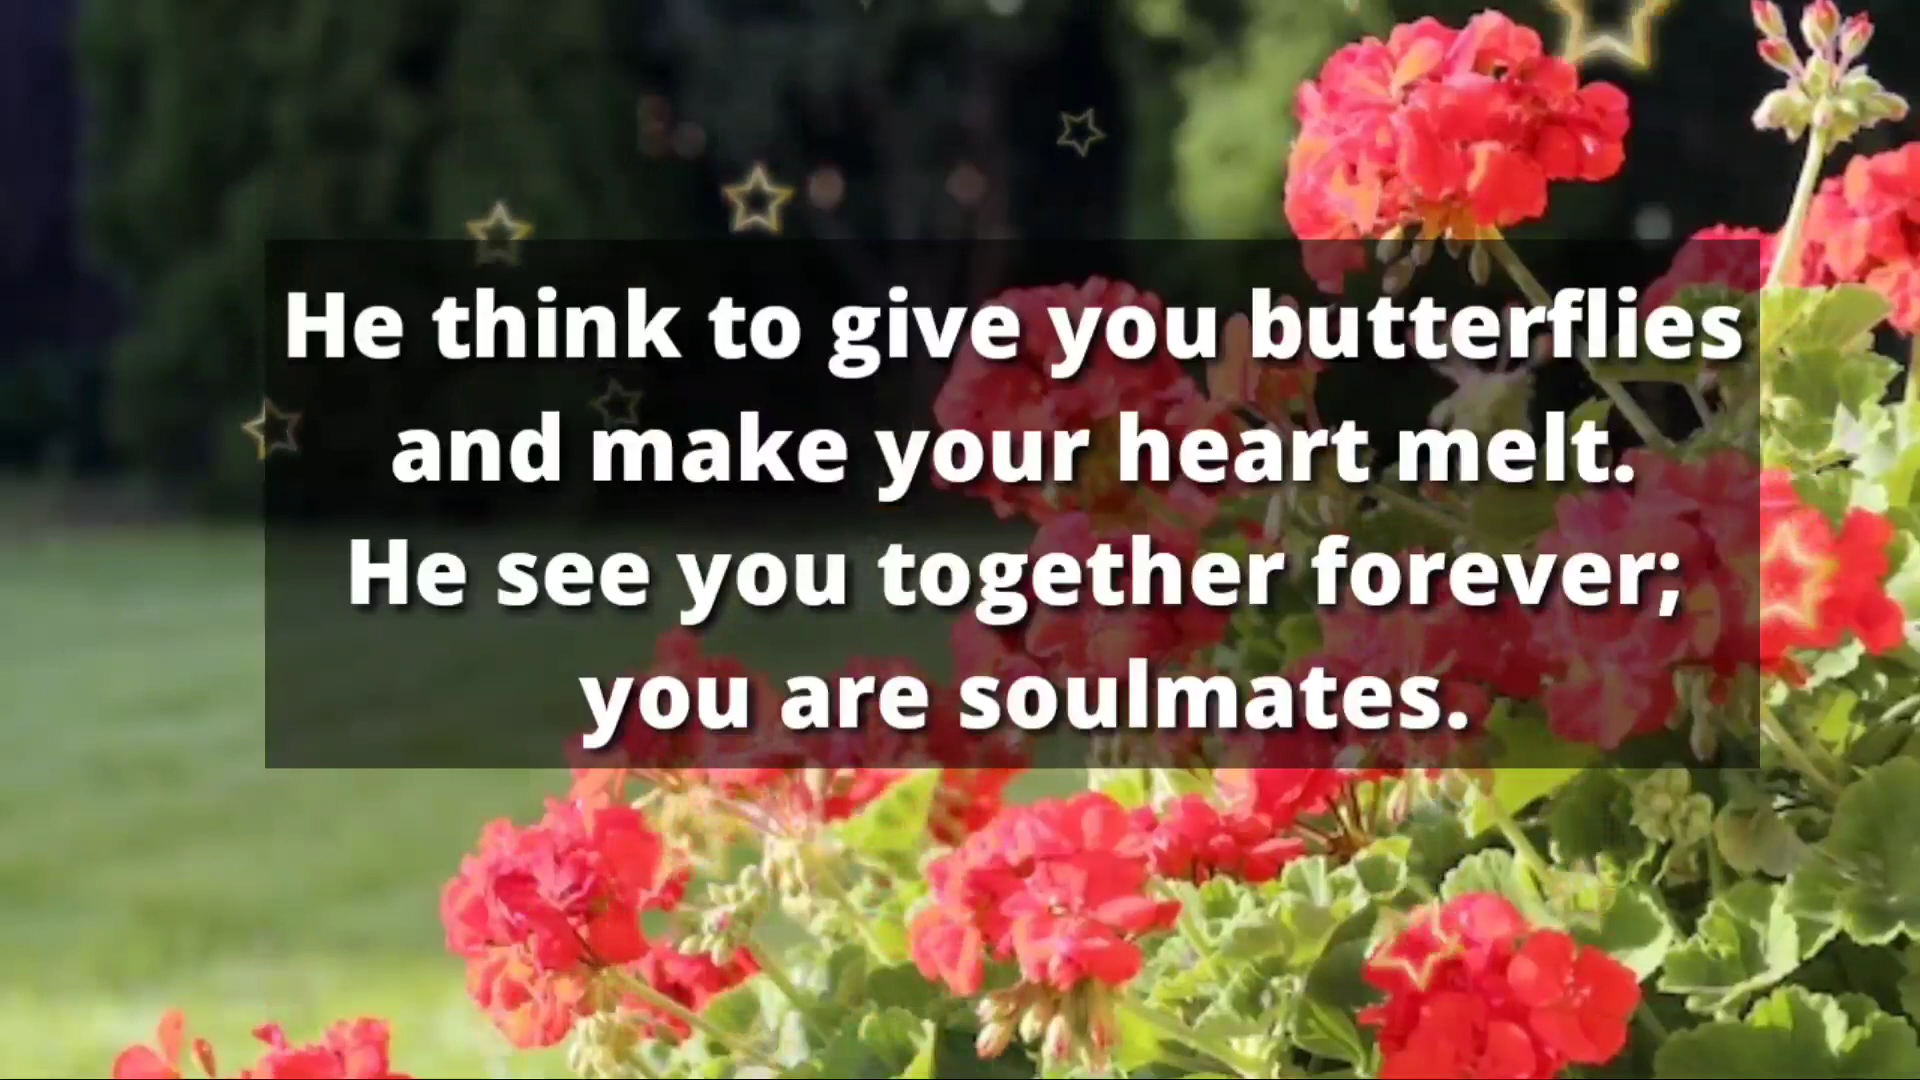 He think to give you butterflies
and make your heart melt.
He see you together forever;
you are soulmates.